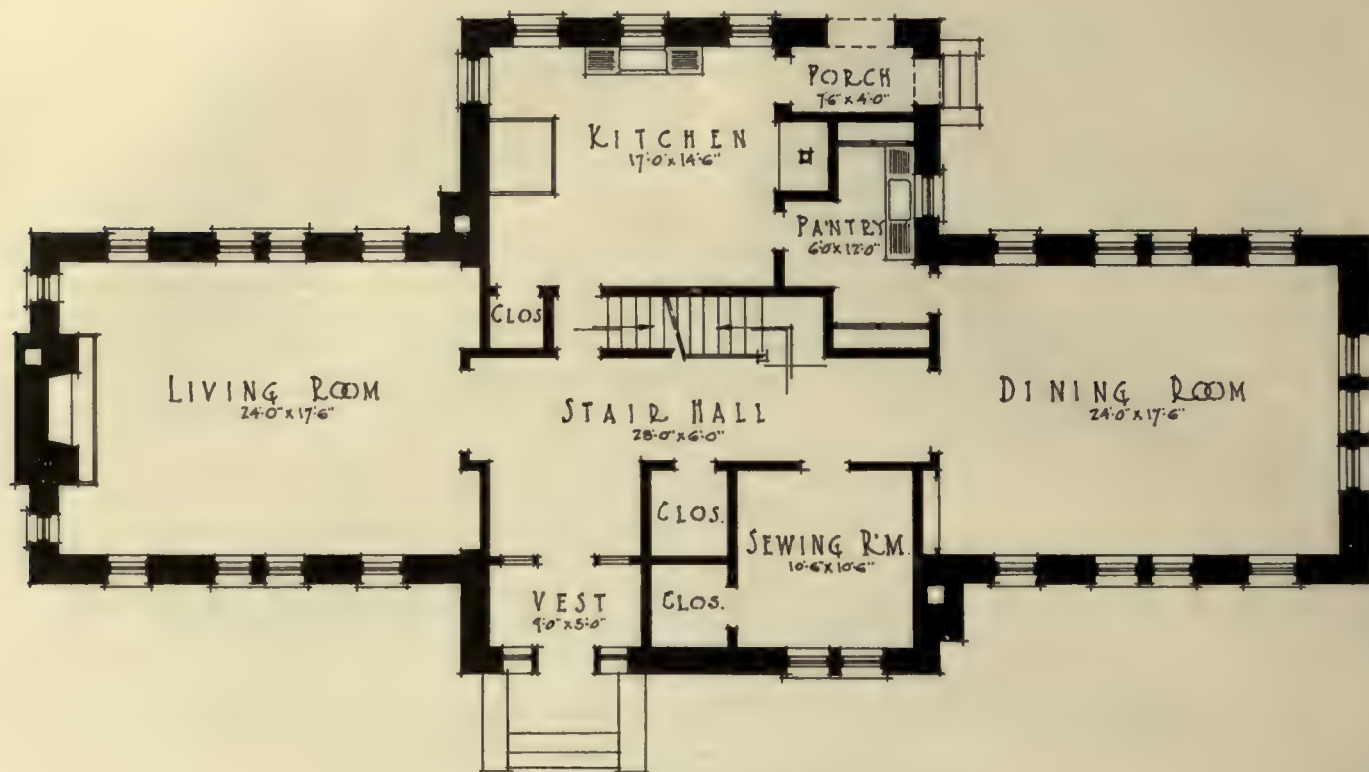 PORCH
7'6" x 4'0"
KITCHEN
17'0" x 14'6"
PANTRY
6'0" x 12'0"
CLOS
LIVING ROOM
24'0" x 17'6"
STAIR HALL
28'0" x 6'0"
DINING ROOM
24'0" x 17'6"
CLOS.
SEWING R'M.
10'6" x 10'6"
VEST
9'0" x 5'0"
CLOS.